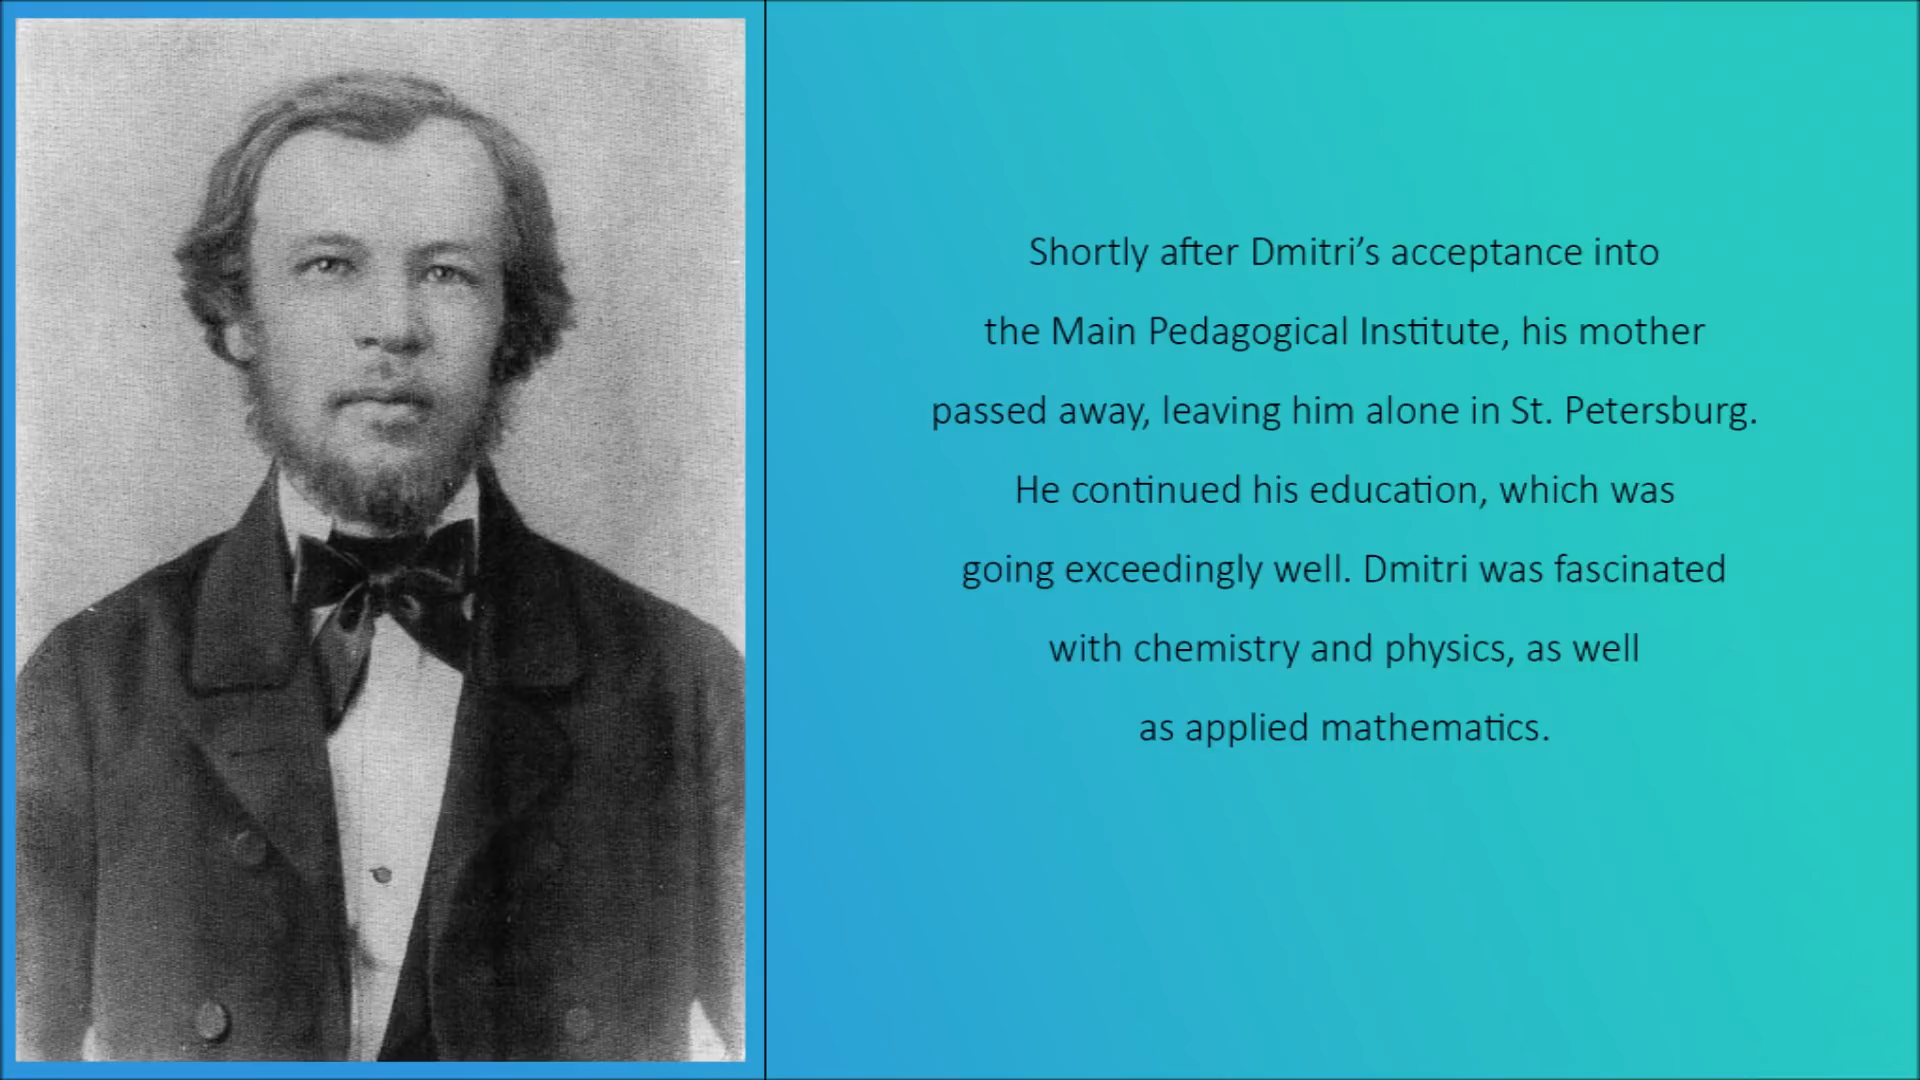 Shortly after Dmitri’s acceptance into
the Main Pedagogical Institute, his mother
passed away, leaving him alone in St. Petersburg.
He continued his education, which was
going exceedingly well. Dmitri was fascinated
with chemistry and physics, as well
as applied mathematics.